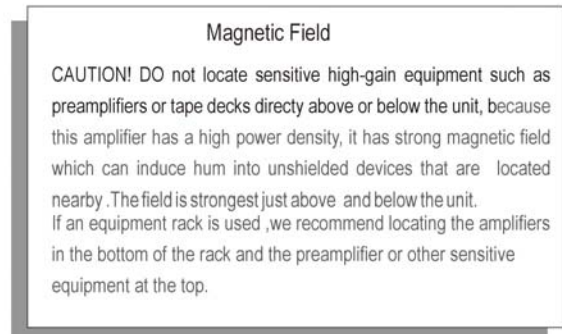 Magnetic Field
CAUTION! DO not locate sensitive high-gain equipment such as
preamplifiers or tape decks directy above or below the unit, because
this amplifier has a high power density, it has strong magnetic field
which can induce hum into unshielded devices that are located
nearby .The field is strongest just above and below the unit.
If an equipment rack is used ,we recommend locating the amplifiers
in the bottom of the rack and the preamplifier or other sensitive
equipment at the top.